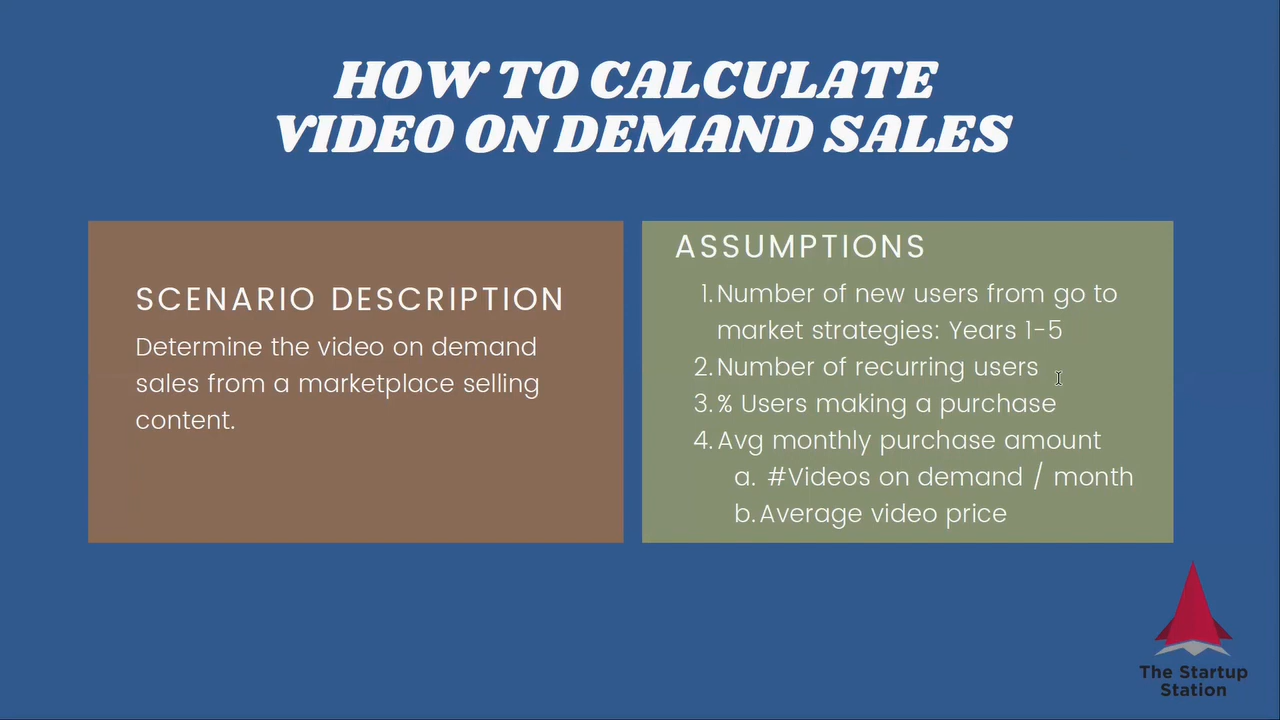 HOW TO CALCULATE
VIDEO ON DEMAND SALES
SCENARIO DESCRIPTION
Determine the video on demand
sales from a marketplace selling
content.
ASSUMPTIONS
1. Number of new users from go to
market strategies: Years 1-5
2. Number of recurring users
3. % Users making a purchase
4. Avg monthly purchase amount
a. #Videos on demand / month
b. Average video price
The Startup
Station